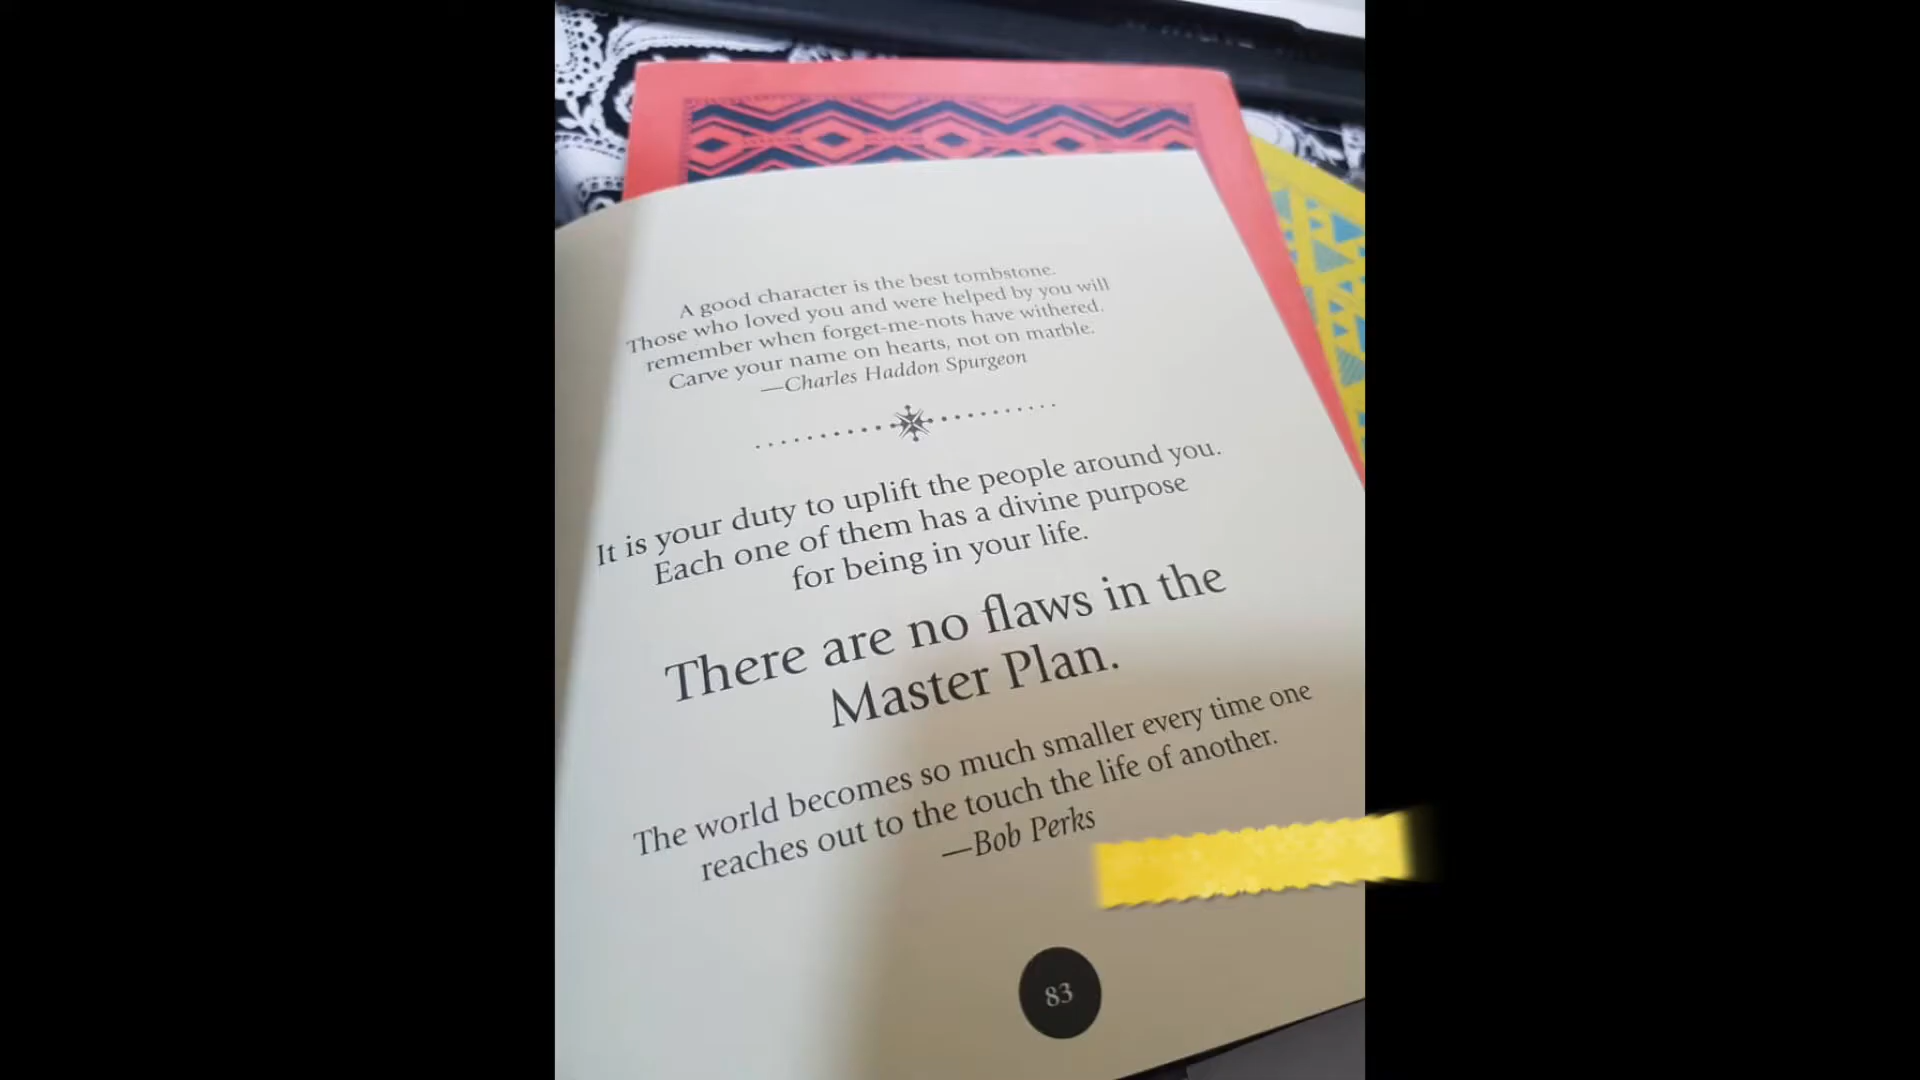 A good character is the best tombstone.
Those who loved you and were helped by you will
remember when forget-me-nots have withered.
Carve your name on hearts, not on marble.
—Charles Haddon Spurgeon
It is your duty to uplift the people around you.
Each one of them has a divine purpose
for being in your life.
There are no flaws in the
Master Plan.
The world becomes so much smaller every time one
reaches out to the touch the life of another.
—Bob Perks
83